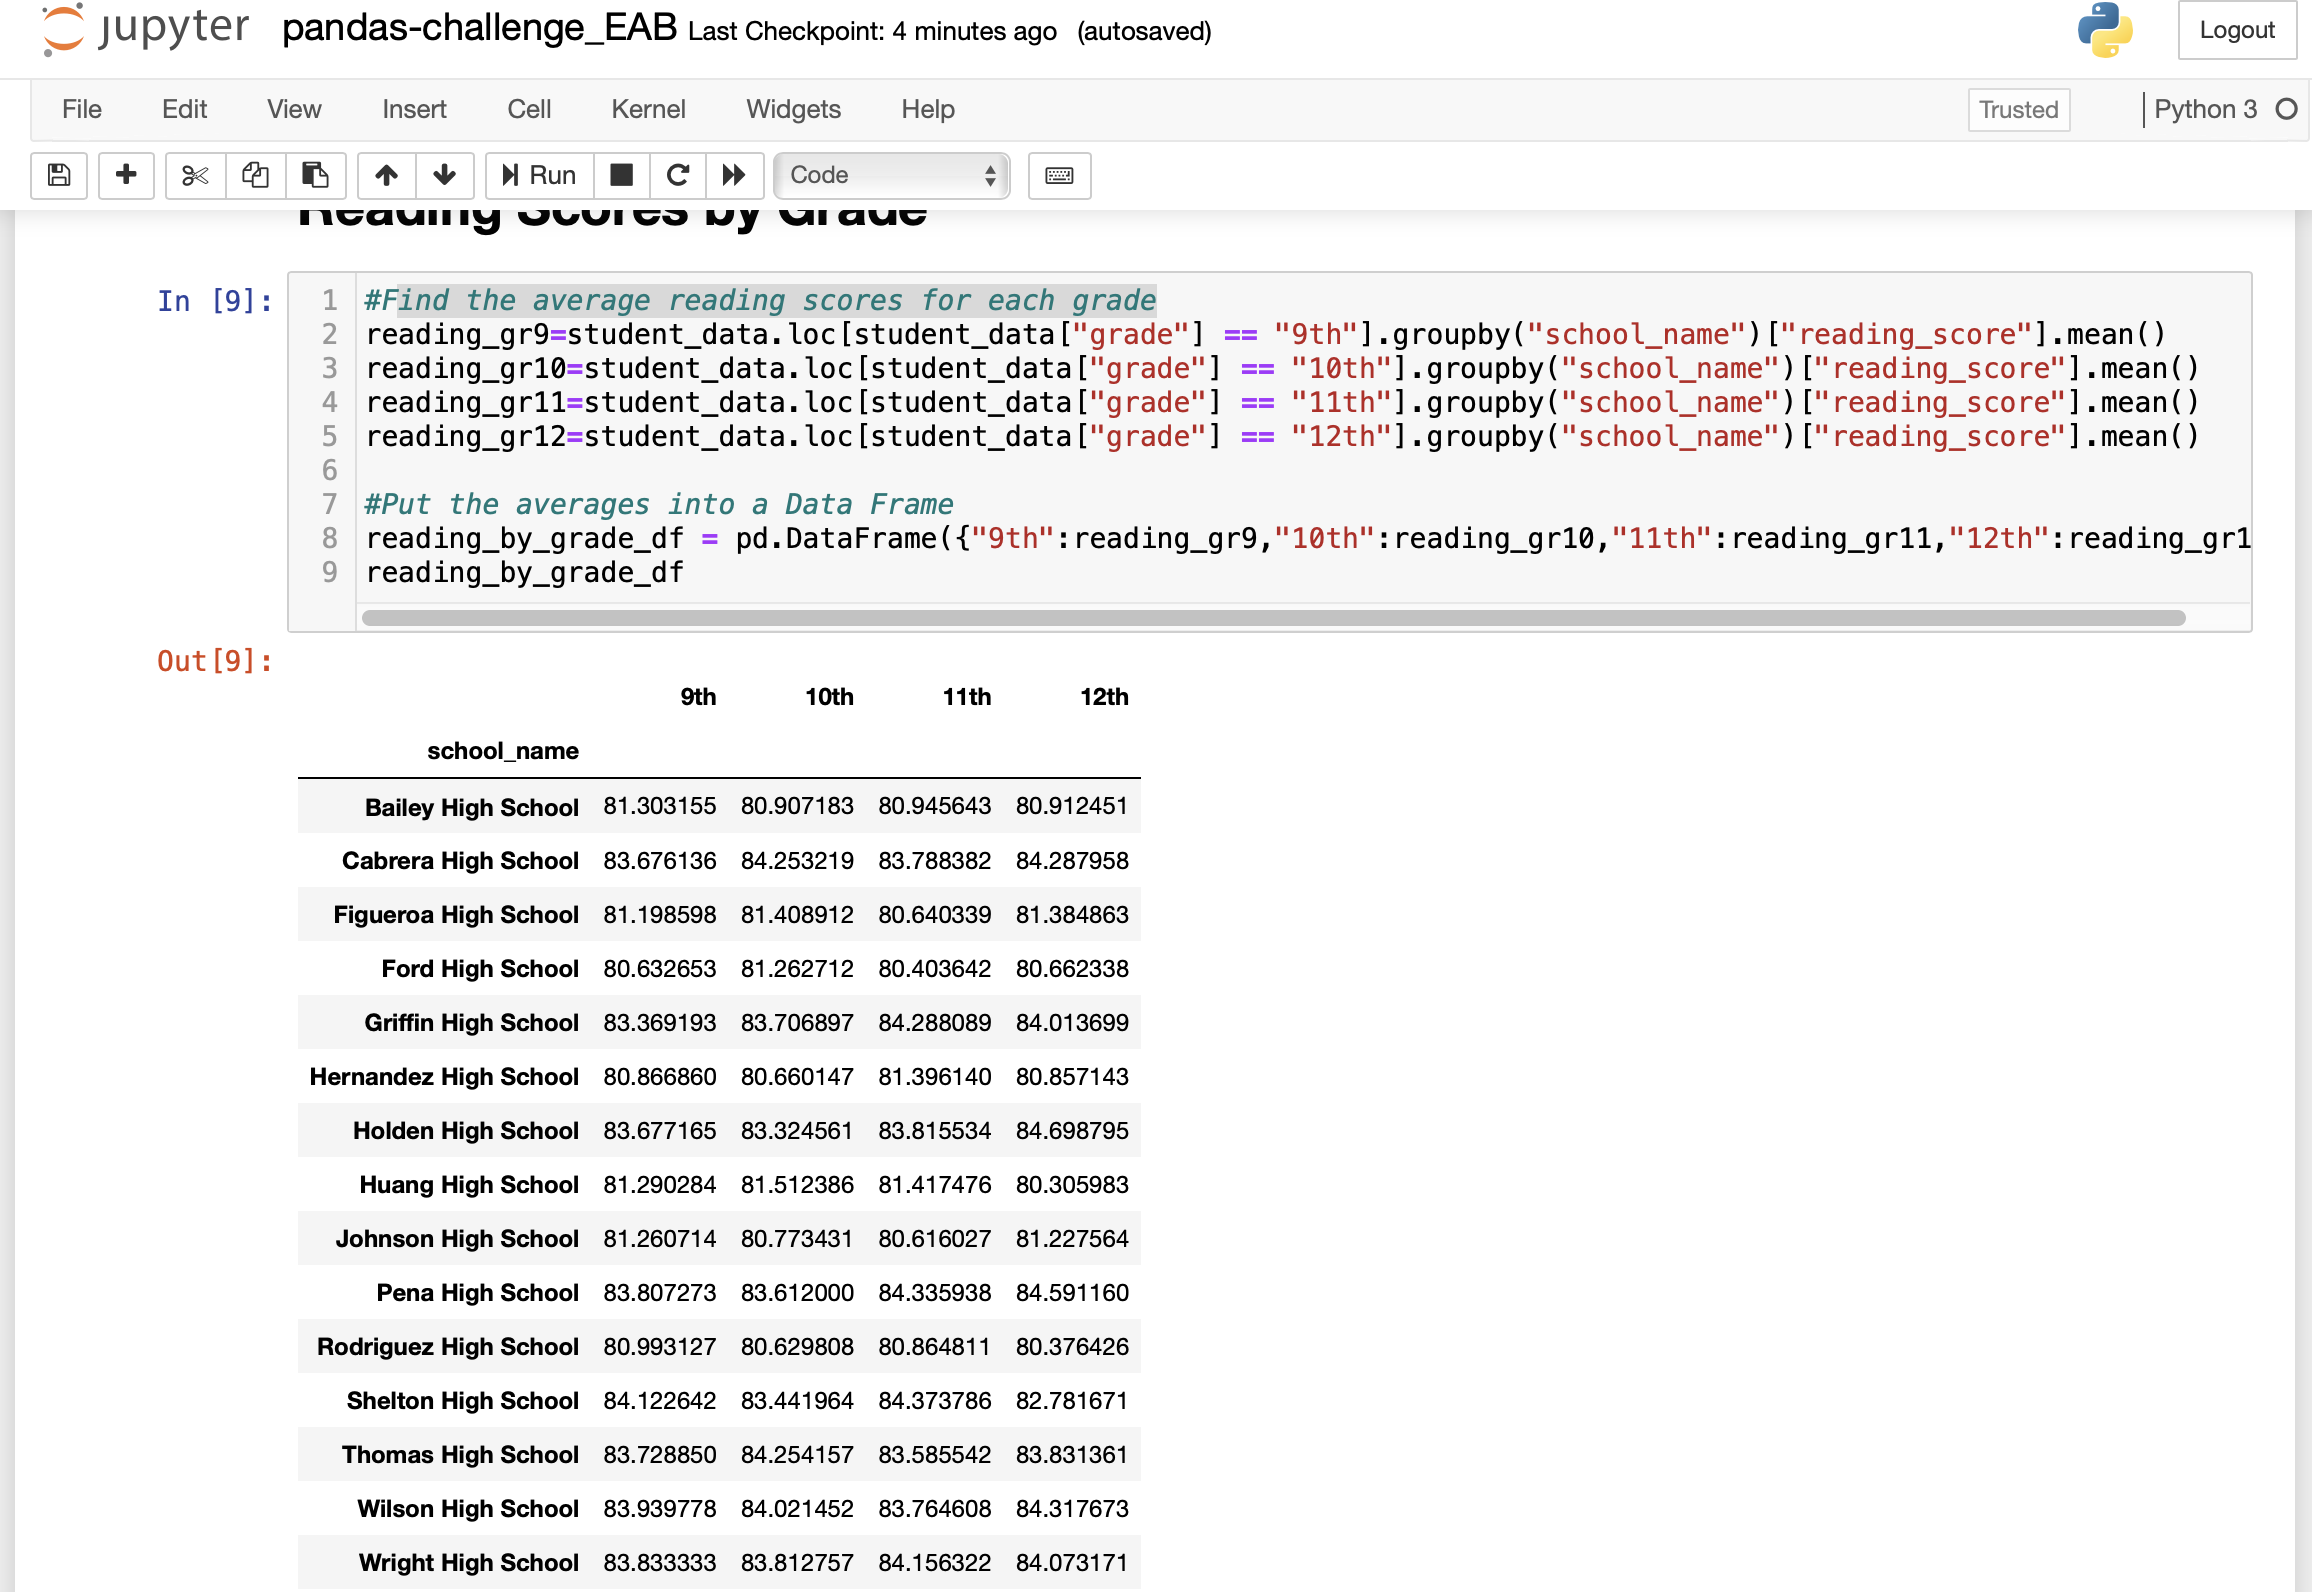 jupyter pandas-challenge_EAB Last Checkpoint: 4 minutes ago (autosaved) Logout
File Edit View Insert Cell Kernel Widgets Help Trusted Python 3
Run Code
Reading Scores by Grade
In [9]:
1 #Find the average reading scores for each grade
2 reading_gr9=student_data.loc[student_data["grade"] == "9th"].groupby("school_name")["reading_score"].mean()
3 reading_gr10=student_data.loc[student_data["grade"] == "10th"].groupby("school_name")["reading_score"].mean()
4 reading_gr11=student_data.loc[student_data["grade"] == "11th"].groupby("school_name")["reading_score"].mean()
5 reading_gr12=student_data.loc[student_data["grade"] == "12th"].groupby("school_name")["reading_score"].mean()
6
7 #Put the averages into a Data Frame
8 reading_by_grade_df = pd.DataFrame({"9th":reading_gr9,"10th":reading_gr10,"11th":reading_gr11,"12th":reading_gr1
9 reading_by_grade_df
Out[9]:
9th 10th 11th 12th
school_name
Bailey High School 81.303155 80.907183 80.945643 80.912451
Cabrera High School 83.676136 84.253219 83.788382 84.287958
Figueroa High School 81.198598 81.408912 80.640339 81.384863
Ford High School 80.632653 81.262712 80.403642 80.662338
Griffin High School 83.369193 83.706897 84.288089 84.013699
Hernandez High School 80.866860 80.660147 81.396140 80.857143
Holden High School 83.677165 83.324561 83.815534 84.698795
Huang High School 81.290284 81.512386 81.417476 80.305983
Johnson High School 81.260714 80.773431 80.616027 81.227564
Pena High School 83.807273 83.612000 84.335938 84.591160
Rodriguez High School 80.993127 80.629808 80.864811 80.376426
Shelton High School 84.122642 83.441964 84.373786 82.781671
Thomas High School 83.728850 84.254157 83.585542 83.831361
Wilson High School 83.939778 84.021452 83.764608 84.317673
Wright High School 83.833333 83.812757 84.156322 84.073171